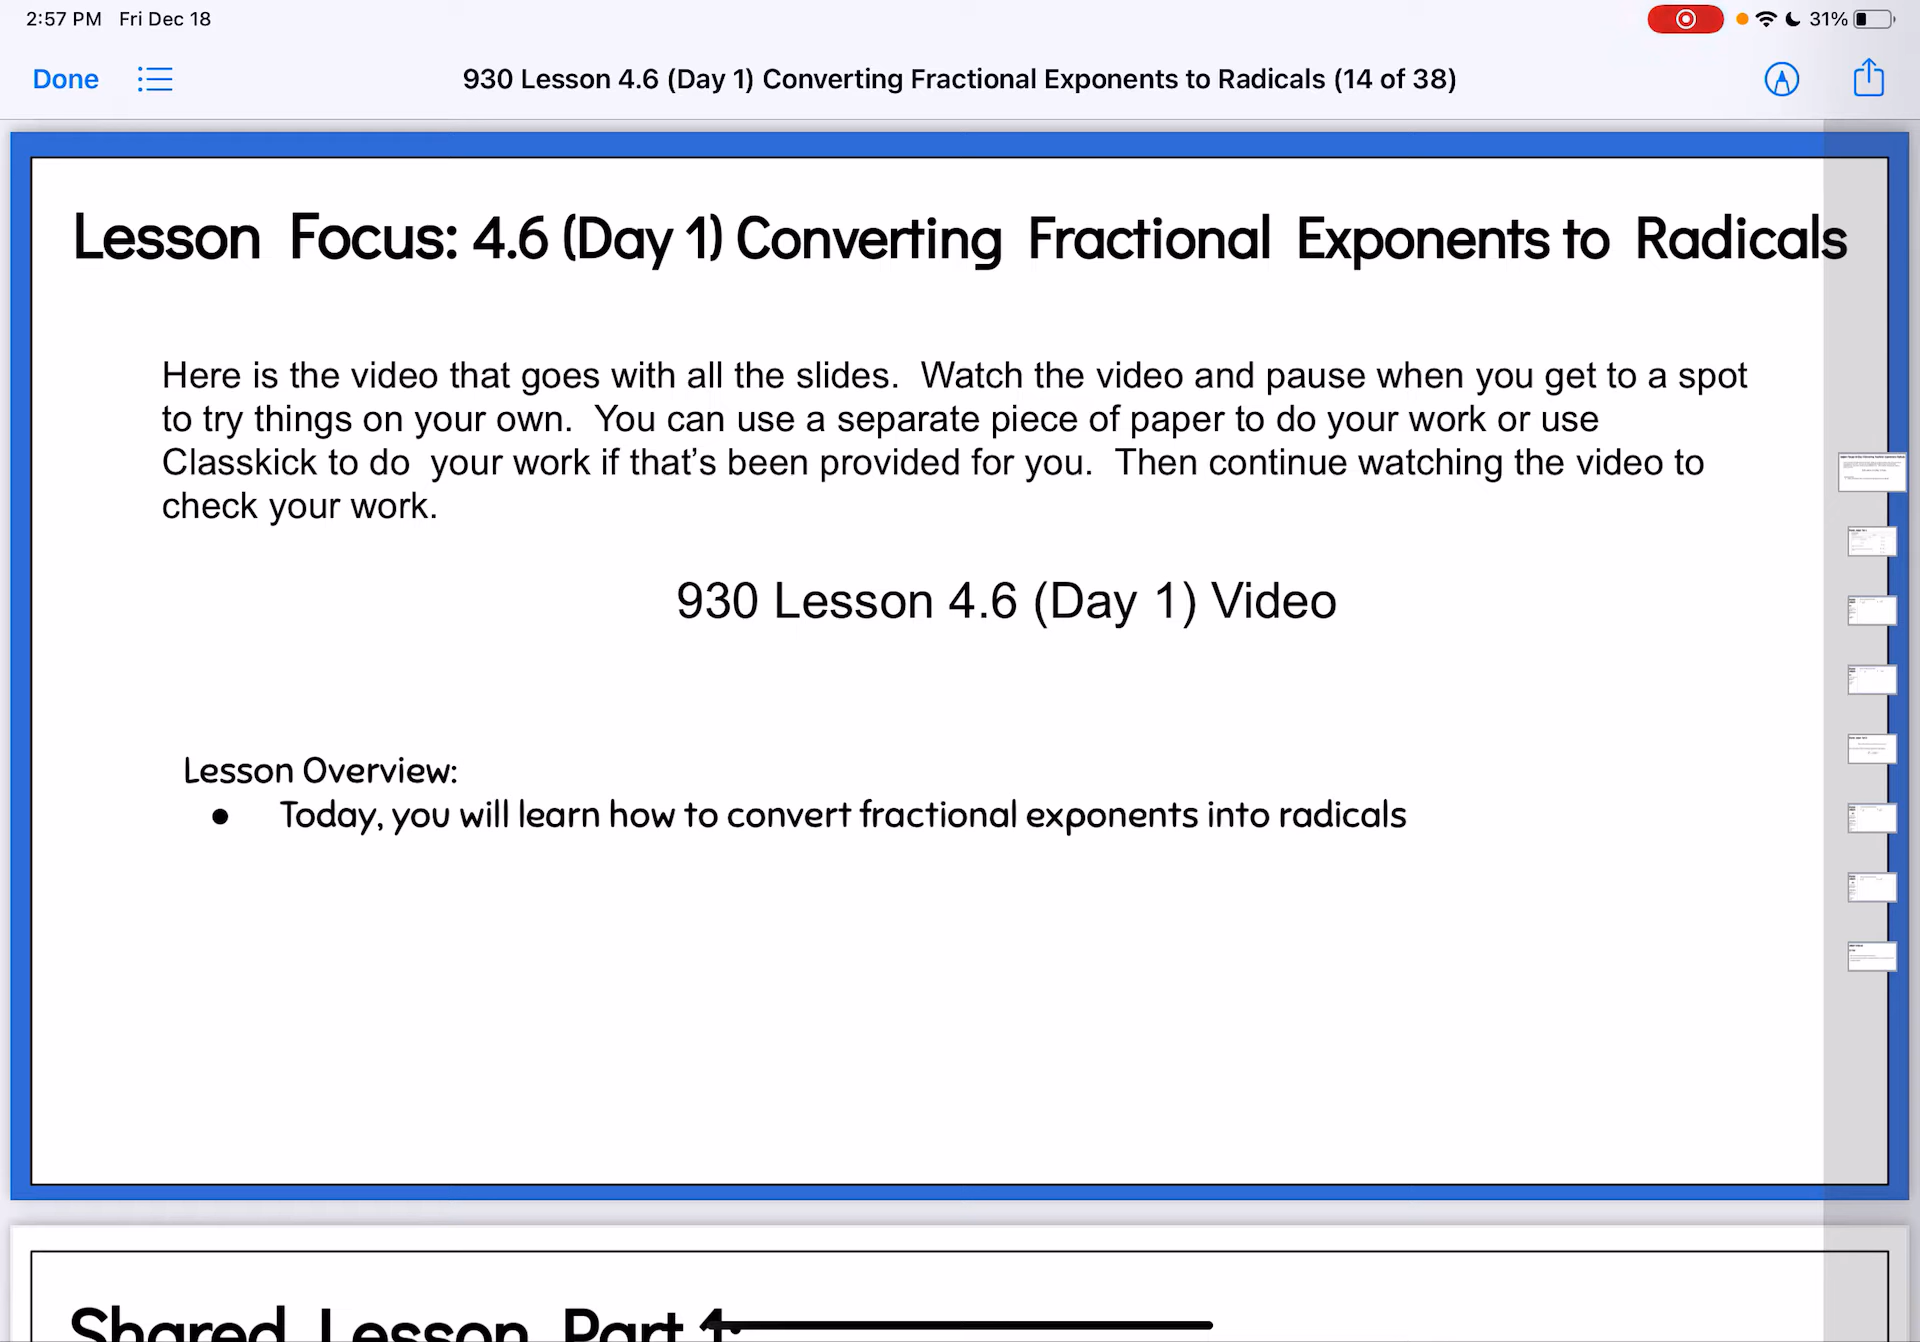 2:57 PM Fri Dec 18
31%
Done
930 Lesson 4.6 (Day 1) Converting Fractional Exponents to Radicals (14 of 38)
Lesson Focus: 4.6 (Day 1) Converting Fractional Exponents to Radicals
Here is the video that goes with all the slides. Watch the video and pause when you get to a spot
to try things on your own. You can use a separate piece of paper to do your work or use
Classkick to do your work if that's been provided for you. Then continue watching the video to
check your work.
930 Lesson 4.6 (Day 1) Video
Lesson Overview:
● Today, you will learn how to convert fractional exponents into radicals
Shared Lesson Part 1: